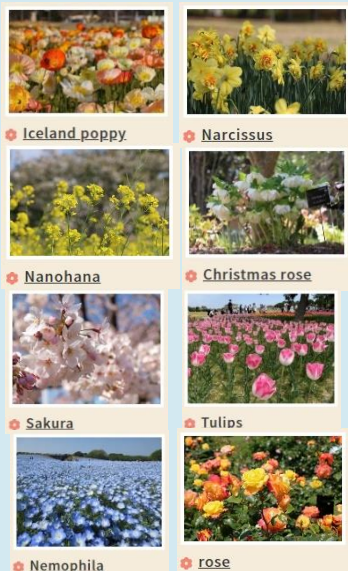 Iceland poppy
Narcissus
Nanohana
Christmas rose
Sakura
Tulips
Nemophila
rose